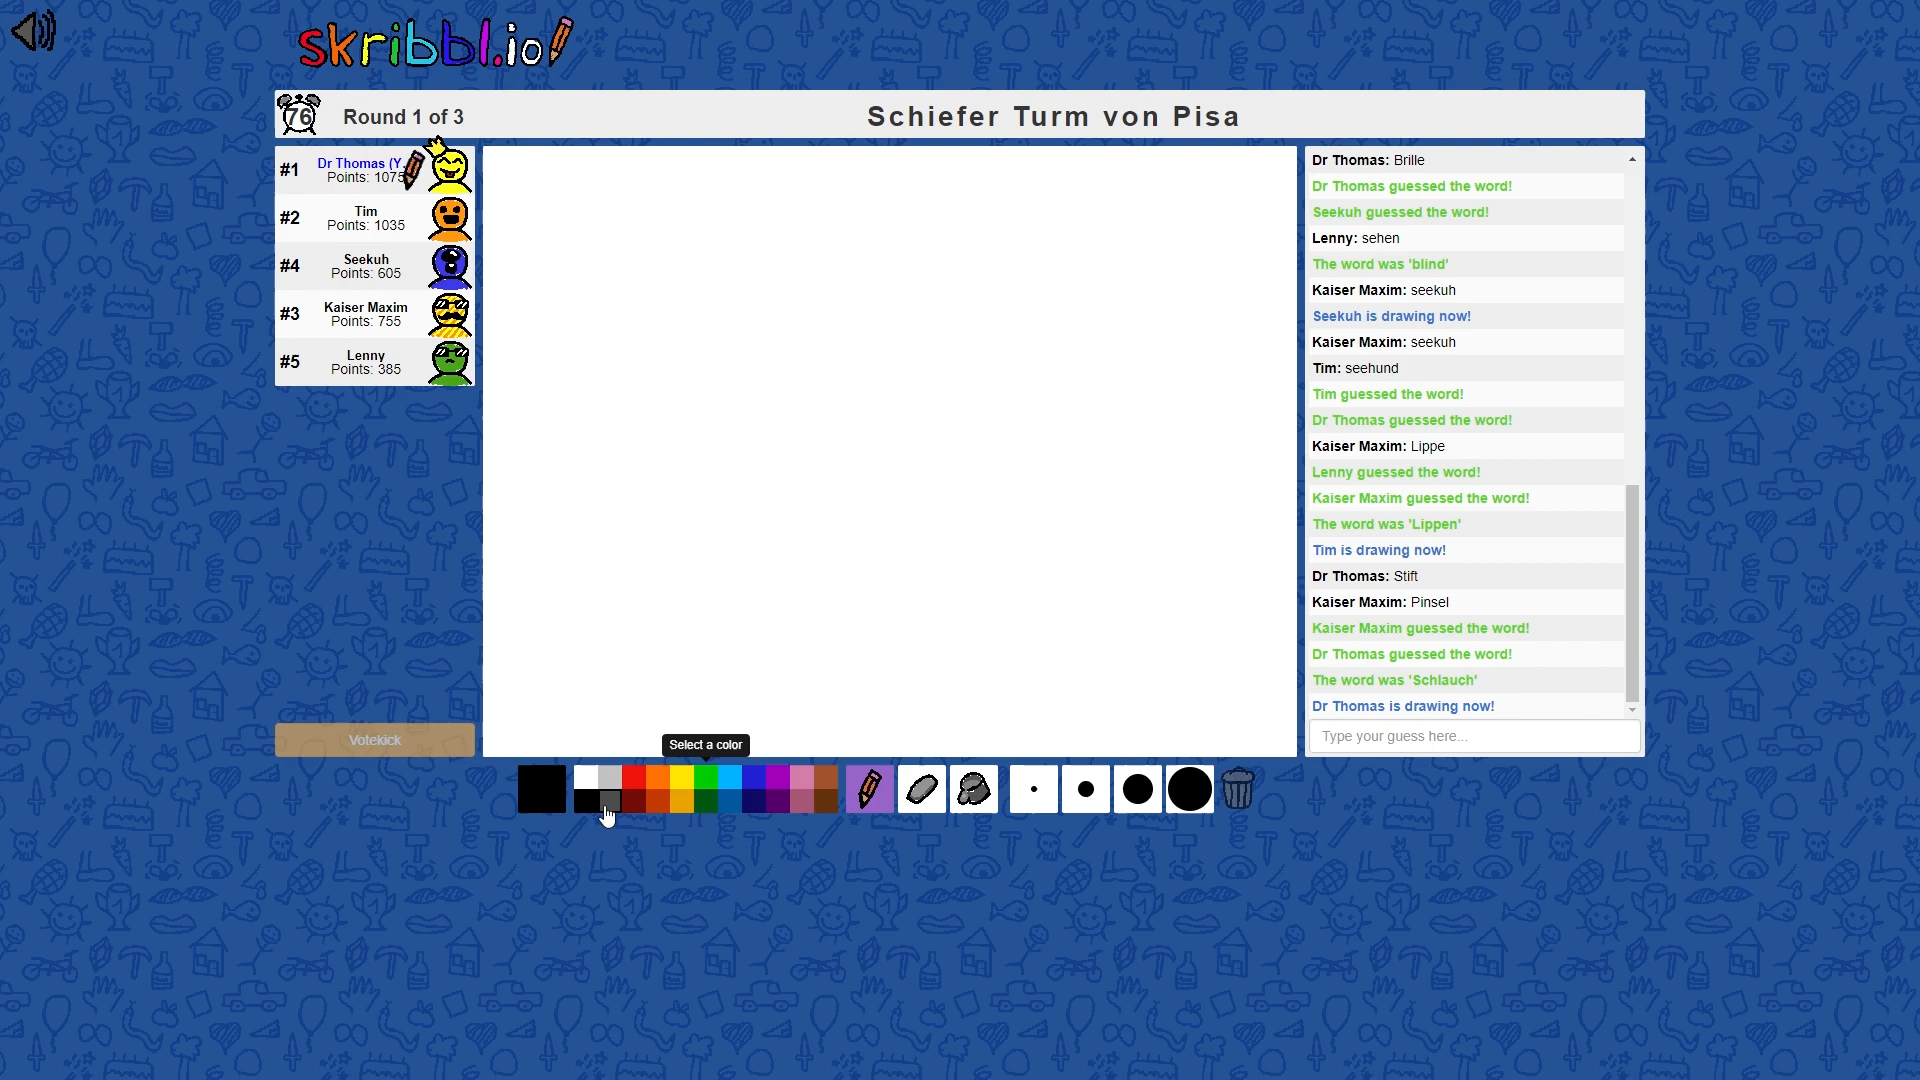 skribbl.io
76
Round 1 of 3
Schiefer Turm von Pisa
#1
Dr Thomas (Y
Points: 1075
#2
Tim
Points: 1035
#4
Seekuh
Points: 605
#3
Kaiser Maxim
Points: 755
#5
Lenny
Points: 385
Votekick
Select a color
Dr Thomas: Brille
Dr Thomas guessed the word!
Seekuh guessed the word!
Lenny: sehen
The word was 'blind'
Kaiser Maxim: seekuh
Seekuh is drawing now!
Kaiser Maxim: seekuh
Tim: seehund
Tim guessed the word!
Dr Thomas guessed the word!
Kaiser Maxim: Lippe
Lenny guessed the word!
Kaiser Maxim guessed the word!
The word was 'Lippen'
Tim is drawing now!
Dr Thomas: Stift
Kaiser Maxim: Pinsel
Kaiser Maxim guessed the word!
Dr Thomas guessed the word!
The word was 'Schlauch'
Dr Thomas is drawing now!
Type your guess here...